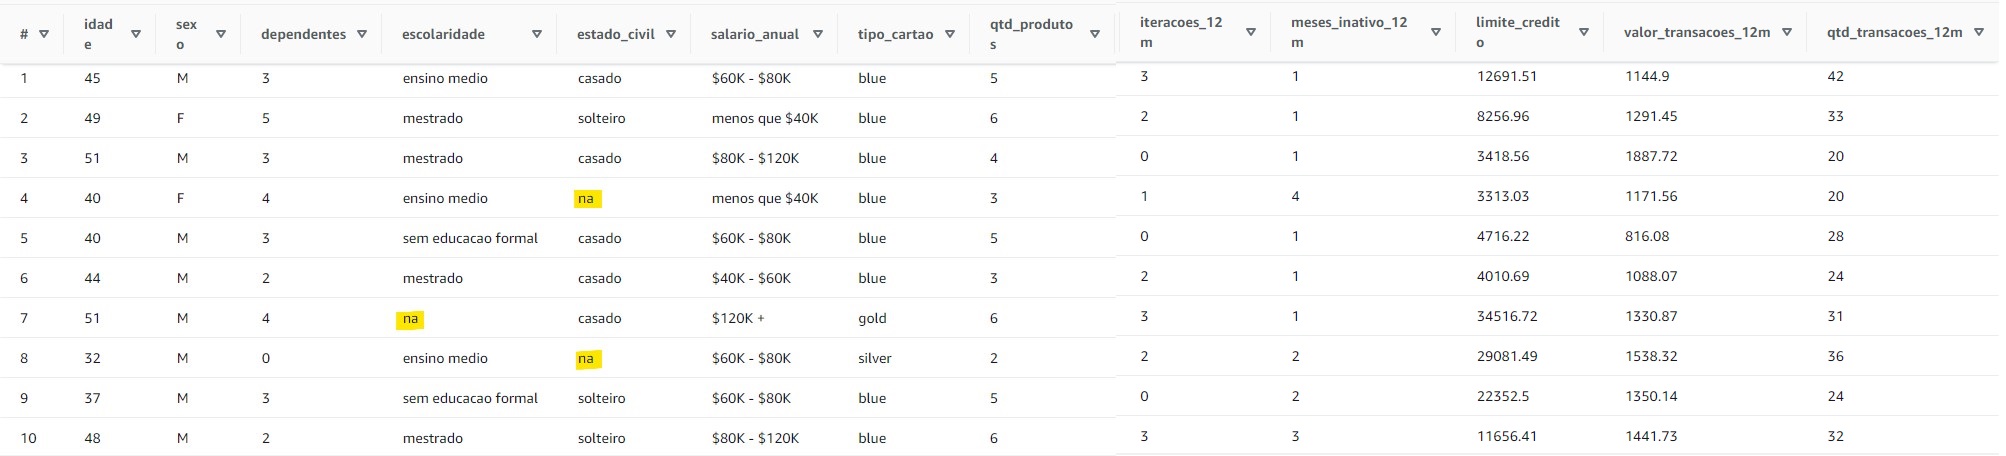 # idade sexo dependentes escolaridade estado_civil salario_anual tipo_cartao qtd_produtos iteracoes_12m meses_inativo_12m limite_credito valor_transacoes_12m qtd_transacoes_12m
1 45 M 3 ensino medio casado $60K - $80K blue 5 3 1 12691.51 1144.9 42
2 49 F 5 mestrado solteiro menos que $40K blue 6 2 1 8256.96 1291.45 33
3 51 M 3 mestrado casado $80K - $120K blue 4 0 1 3418.56 1887.72 20
4 40 F 4 ensino medio na menos que $40K blue 3 1 4 3313.03 1171.56 20
5 40 M 3 sem educacao formal casado $60K - $80K blue 5 0 1 4716.22 816.08 28
6 44 M 2 mestrado casado $40K - $60K blue 3 2 1 4010.69 1088.07 24
7 51 M 4 na casado $120K + gold 6 3 1 34516.72 1330.87 31
8 32 M 0 ensino medio na $60K - $80K silver 2 2 2 29081.49 1538.32 36
9 37 M 3 sem educacao formal solteiro $60K - $80K blue 5 0 2 22352.5 1350.14 24
10 48 M 2 mestrado solteiro $80K - $120K blue 6 3 3 11656.41 1441.73 32